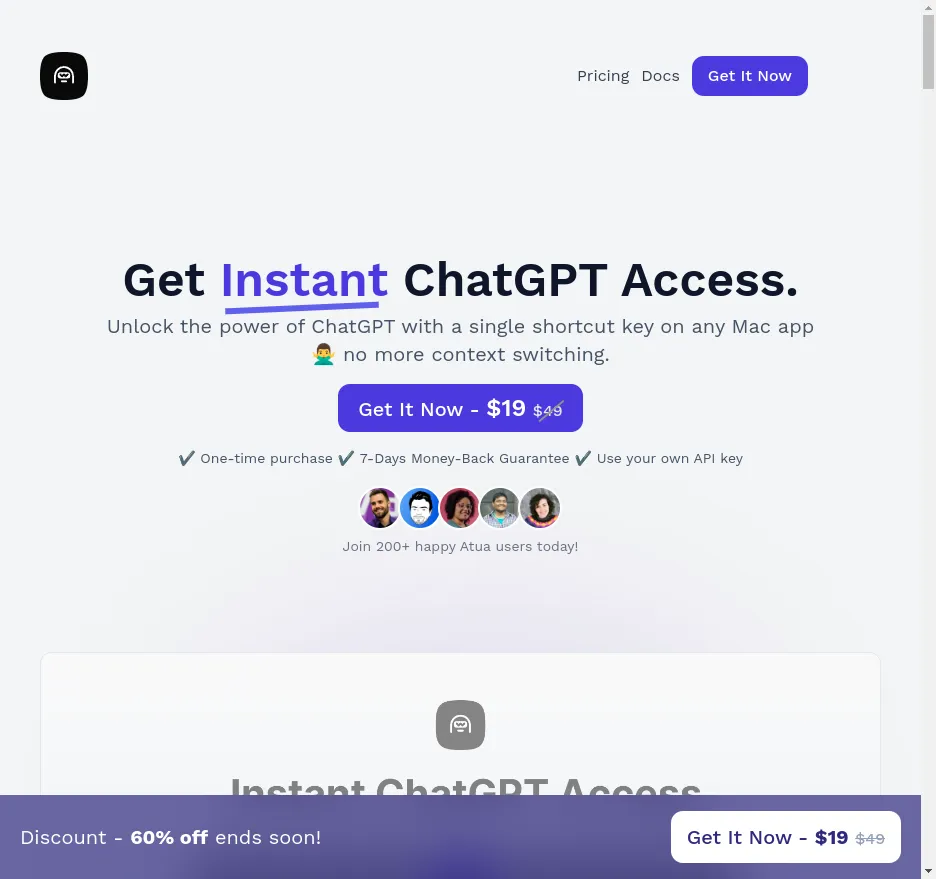 Pricing Docs Get It Now
Get Instant ChatGPT Access.
Unlock the power of ChatGPT with a single shortcut key on any Mac app
🙅‍♂️ no more context switching.
Get It Now - $19 $49
✔️ One-time purchase ✔️ 7-Days Money-Back Guarantee ✔️ Use your own API key
Join 200+ happy Atua users today!
Instant ChatGPT Access
Discount - 60% off ends soon!
Get It Now - $19 $49